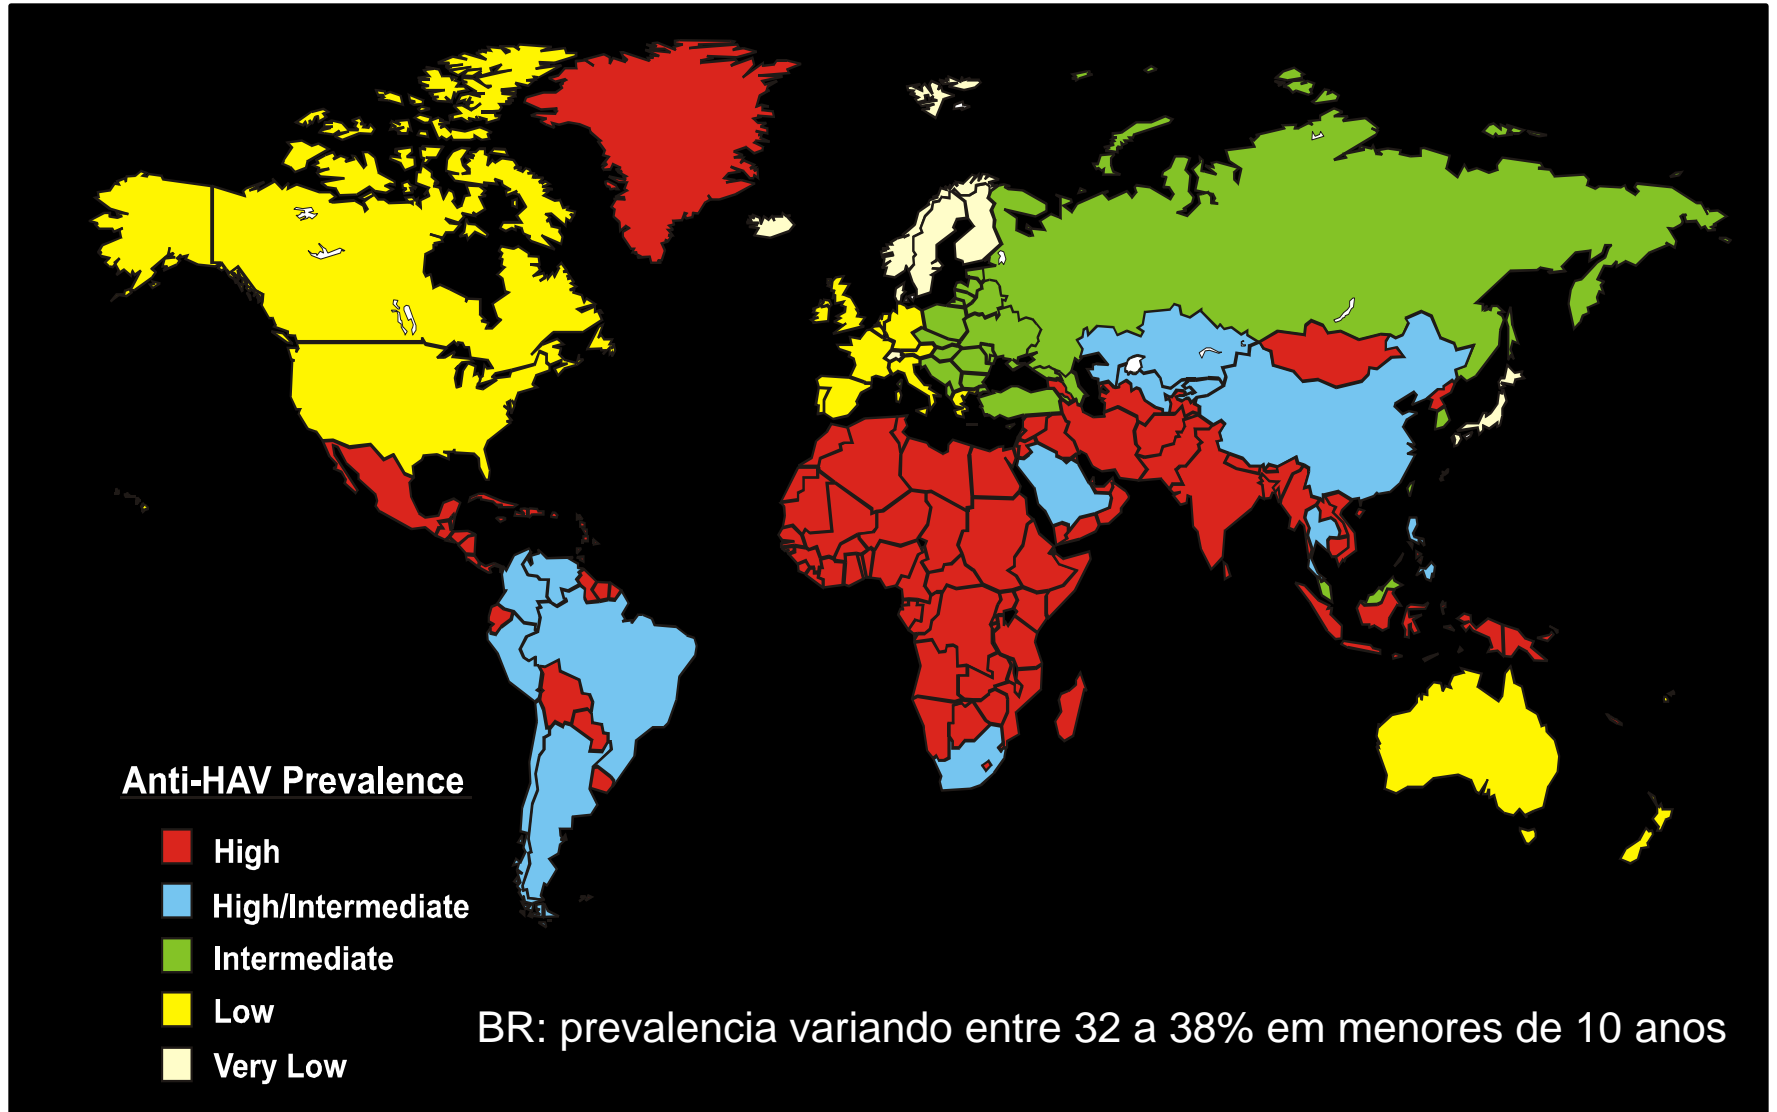 Anti-HAV Prevalence
High
High/Intermediate
Intermediate
Low
Very Low
BR: prevalencia variando entre 32 a 38% em menores de 10 anos